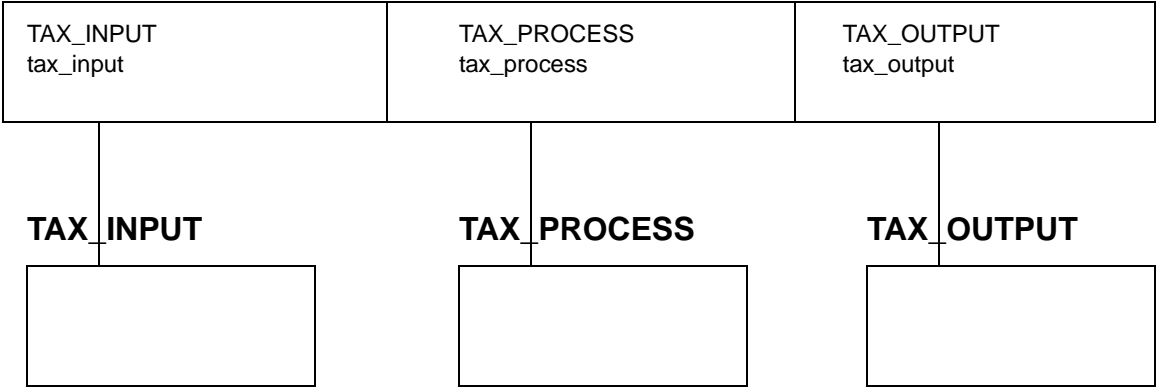 TAX_INPUT
tax_input
TAX_PROCESS
tax_process
TAX_OUTPUT
tax_output
TAX_INPUT
TAX_PROCESS
TAX_OUTPUT